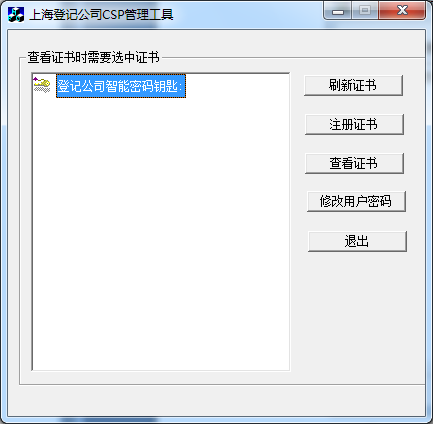 上海登记公司CSP管理工具
查看证书时需要选中证书
登记公司智能密码钥匙:
刷新证书
注册证书
查看证书
修改用户密码
退出